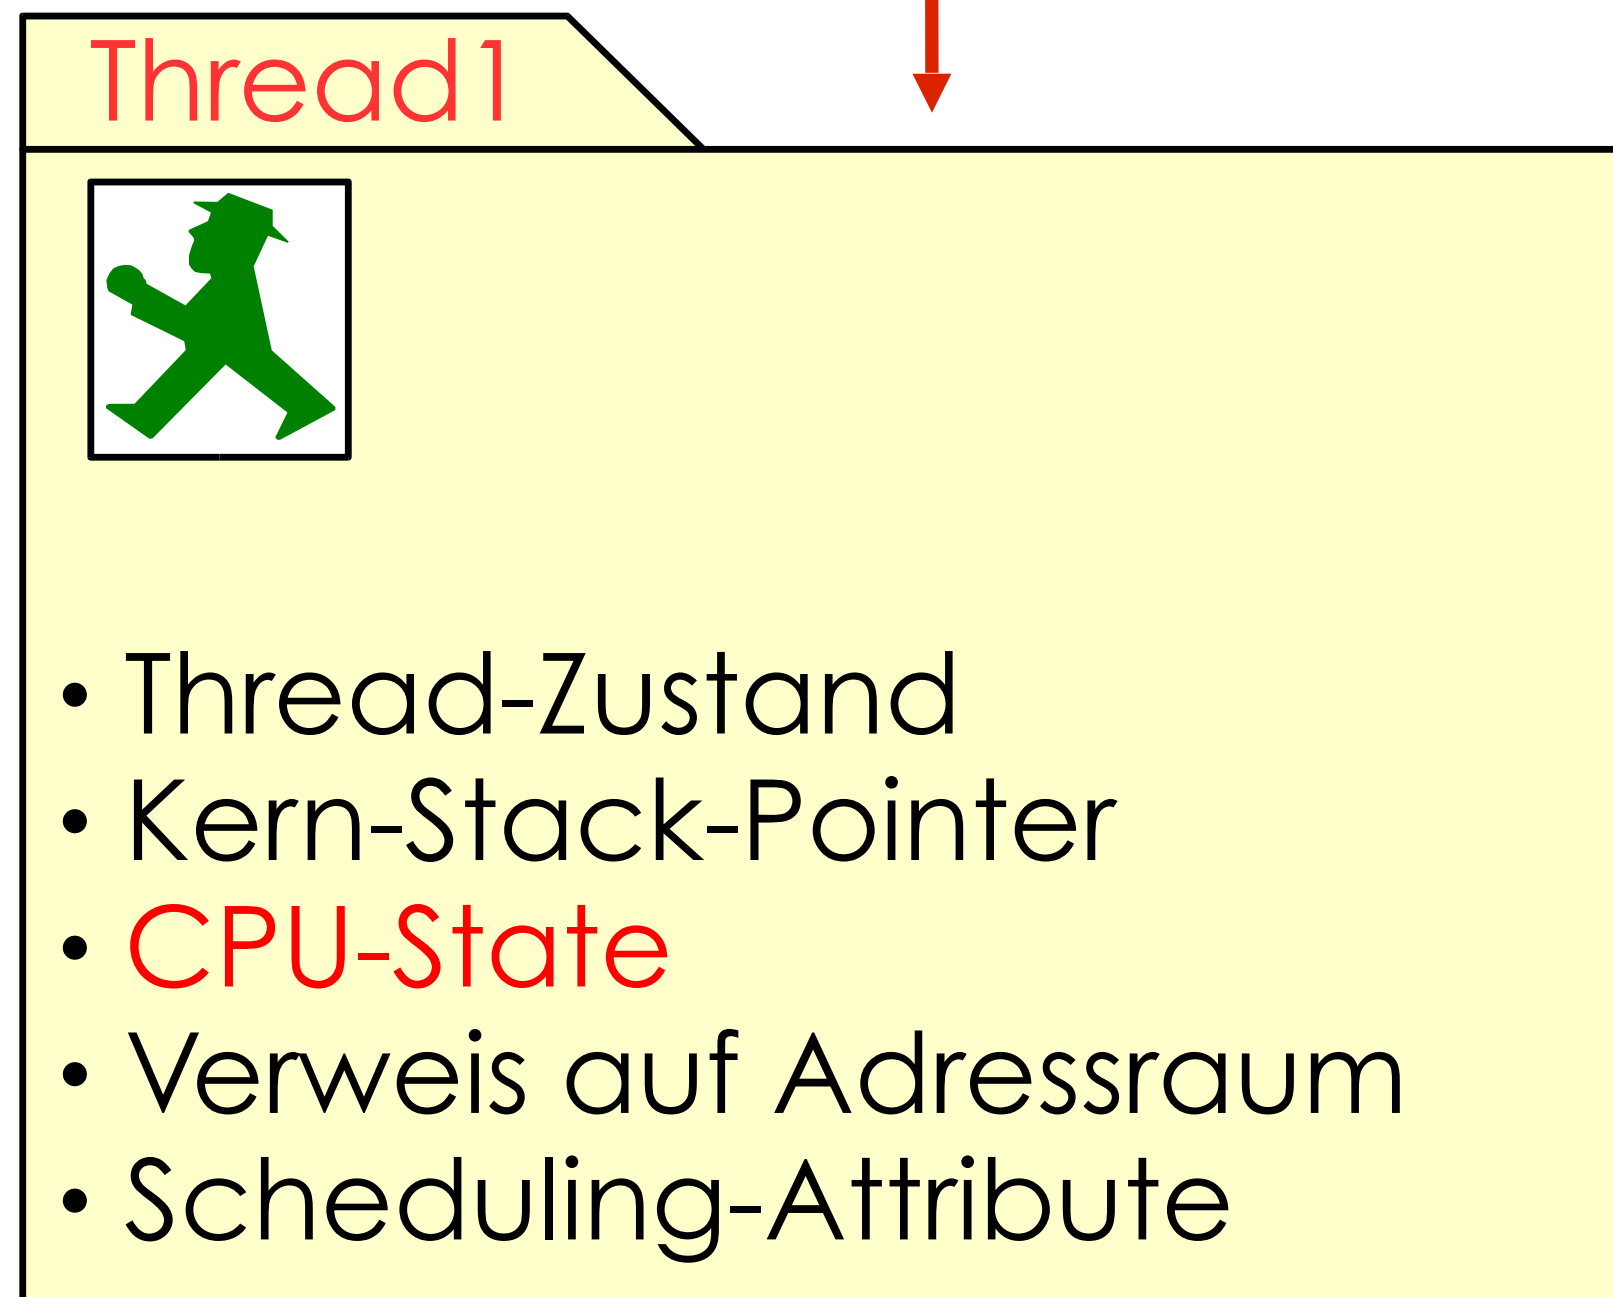 Thread1
• Thread-Zustand
• Kern-Stack-Pointer
• CPU-State
• Verweis auf Adressraum
• Scheduling-Attribute